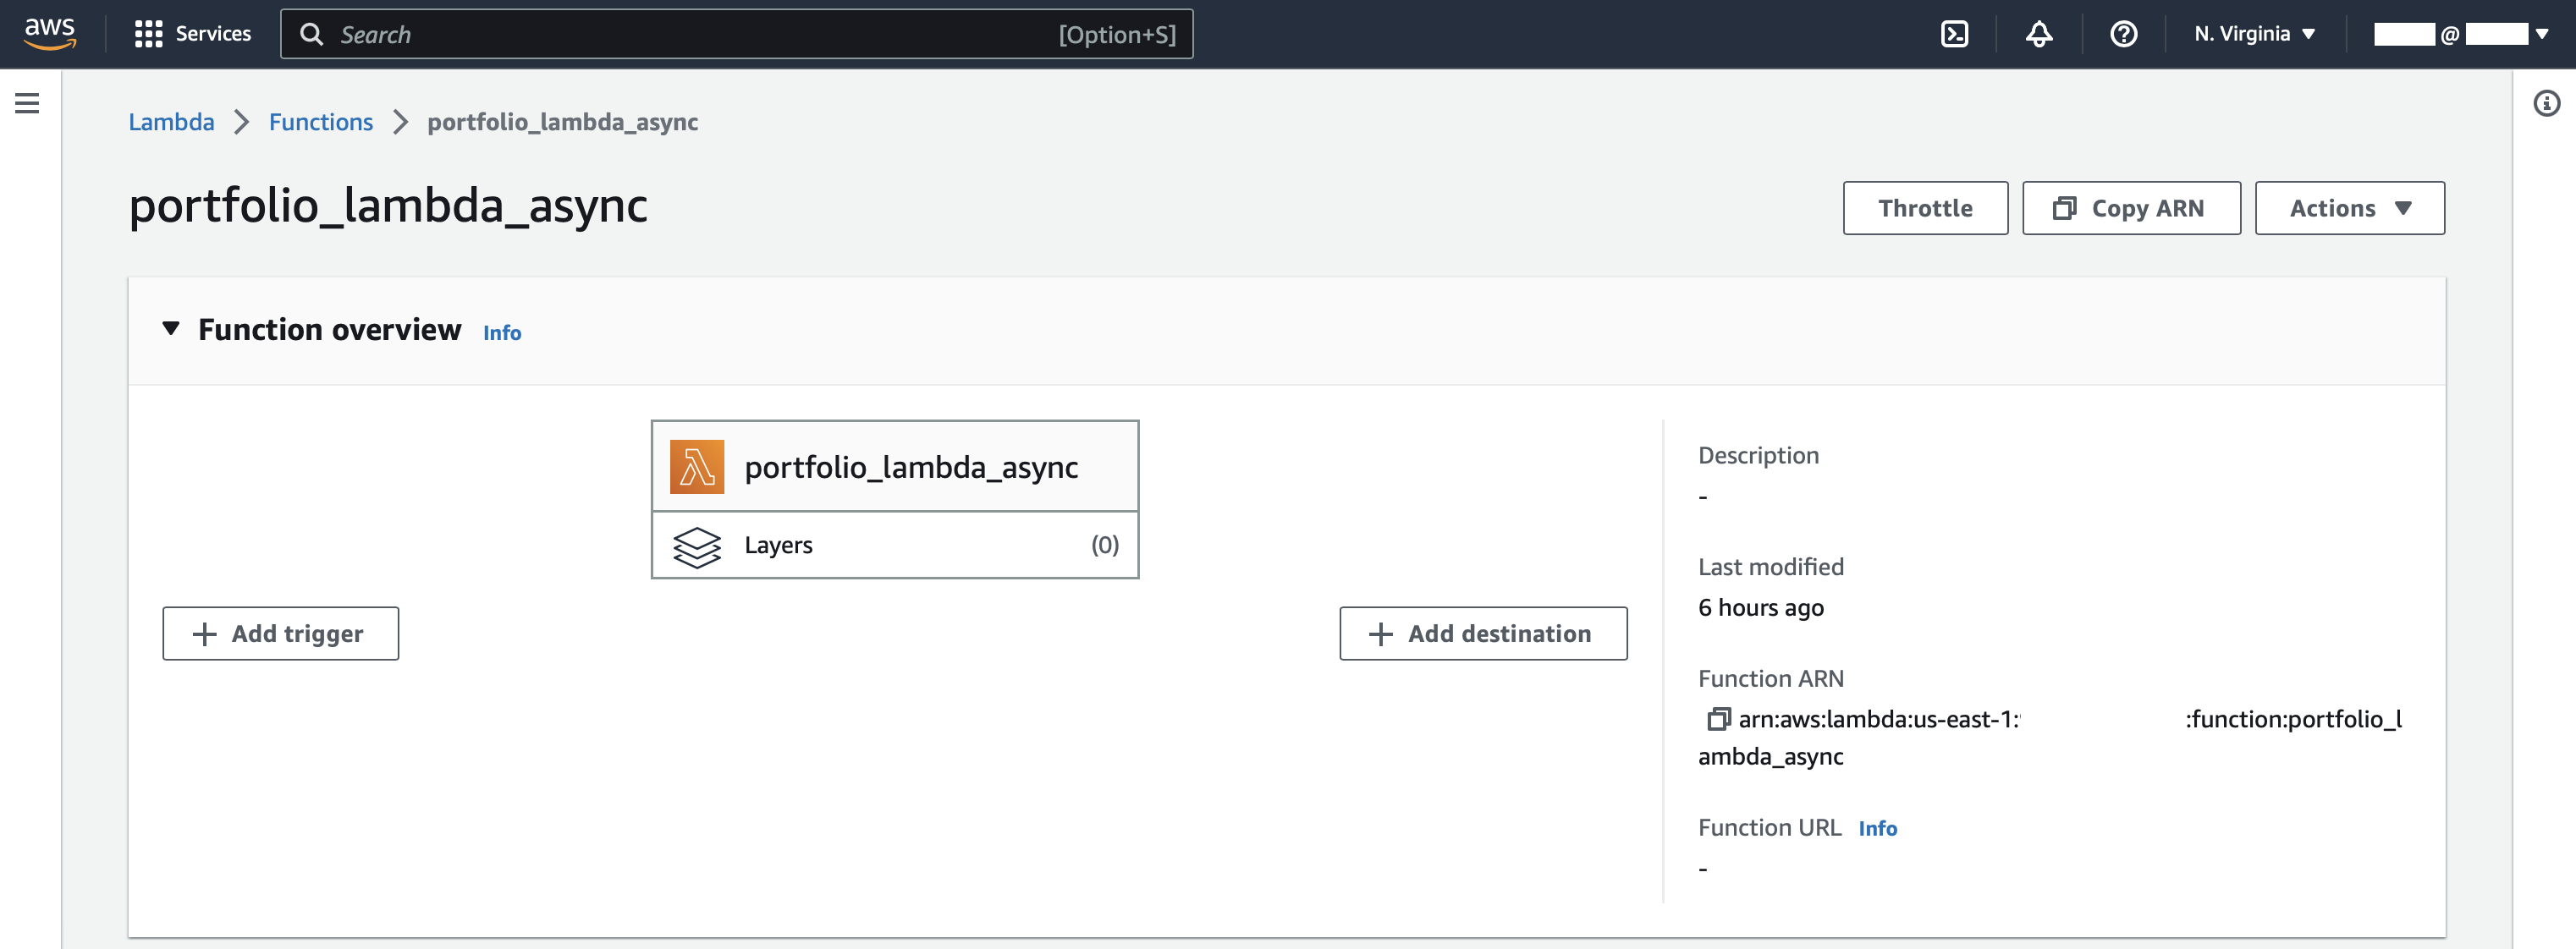 aws Services Search [Option+S] N. Virginia @
Lambda Functions portfolio_lambda_async
portfolio_lambda_async
Throttle Copy ARN Actions
Function overview Info
portfolio_lambda_async
Layers (0)
Add trigger
Add destination
Description
-
Last modified
6 hours ago
Function ARN
arn:aws:lambda:us-east-1: :function:portfolio_l
ambda_async
Function URL Info
-